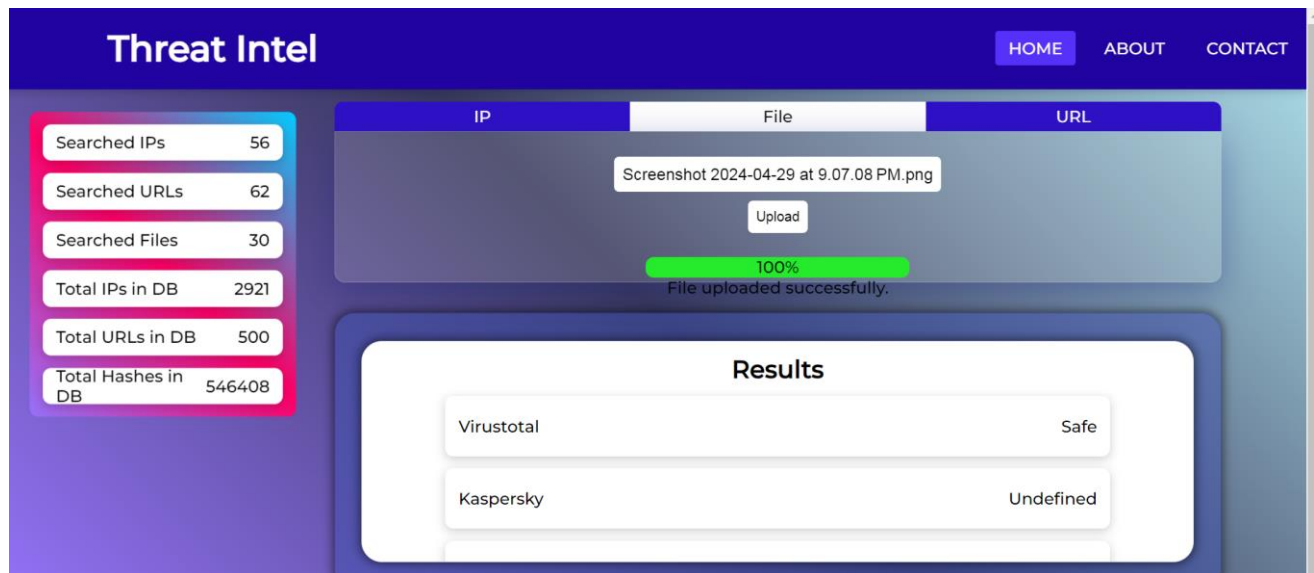 Threat Intel
HOME ABOUT CONTACT
Searched IPs 56
Searched URLs 62
Searched Files 30
Total IPs in DB 2921
Total URLs in DB 500
Total Hashes in
DB 546408
IP File URL
Screenshot 2024-04-29 at 9.07.08 PM.png
Upload
100%
File uploaded successfully.
Results
Virustotal Safe
Kaspersky Undefined